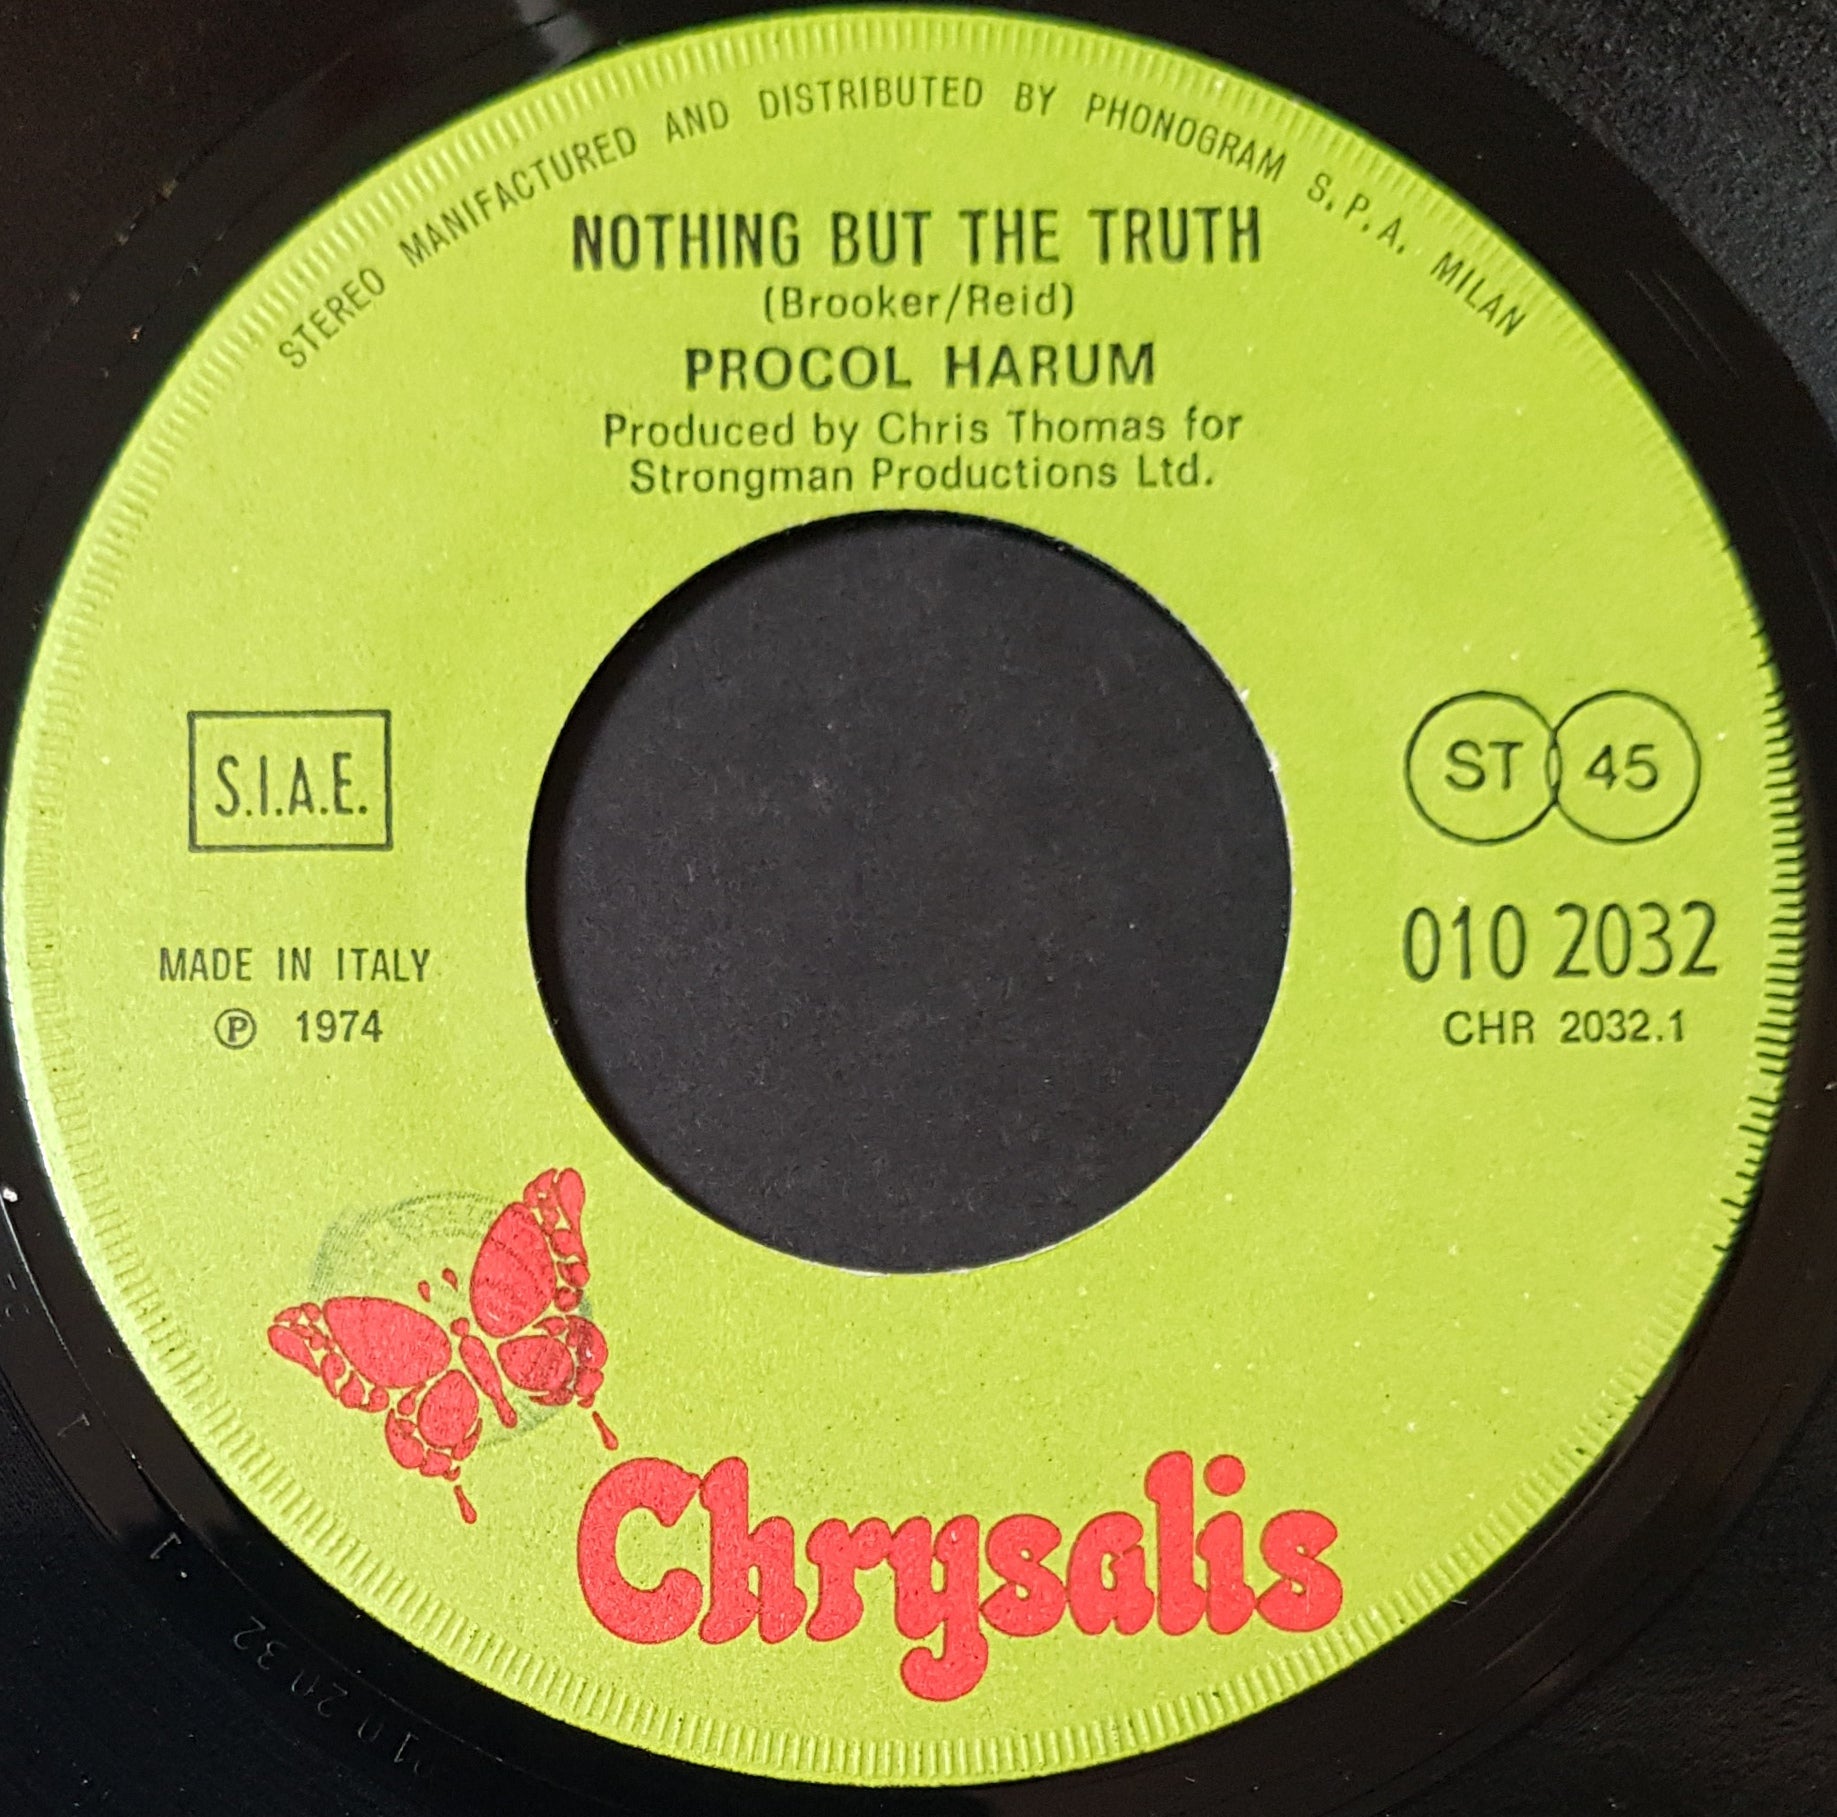 STEREO MANIFACTURED AND DISTRIBUTED BY PHONOGRAM S.P.A. MILAN
NOTHING BUT THE TRUTH
(Brooker/Reid)
PROCOL HARUM
Produced by Chris Thomas for
Strongman Productions Ltd.
S.I.A.E.
ST 45
MADE IN ITALY
℗ 1974
010 2032
CHR 2032.1
Chrysalis